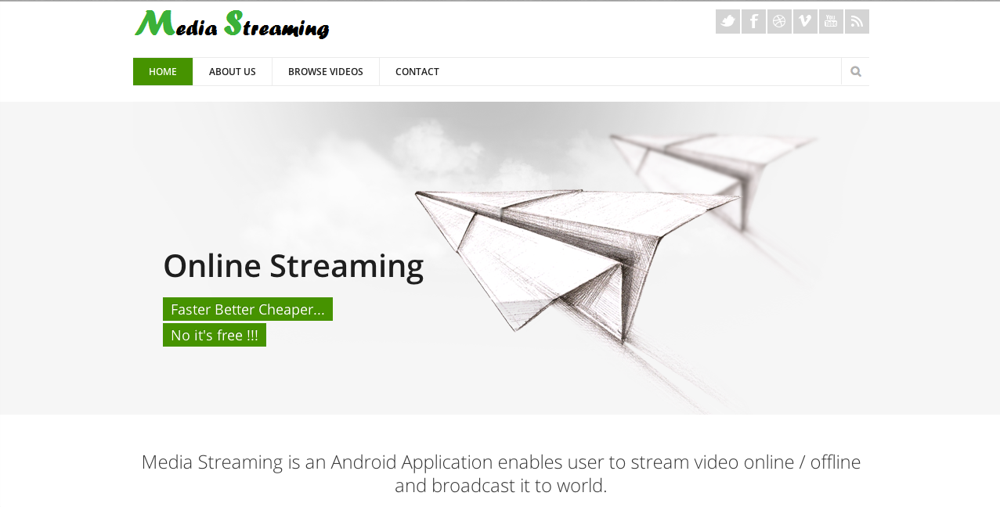 Media Streaming
HOME ABOUT US BROWSE VIDEOS CONTACT
Online Streaming
Faster Better Cheaper...
No it's free !!!
Media Streaming is an Android Application enables user to stream video online / offline
and broadcast it to world.